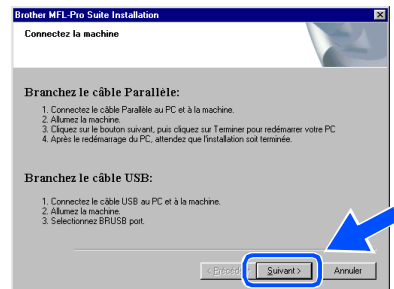 Brother MFL-Pro Suite Installation
Connectez la machine
Branchez le câble Parallèle:
1. Connectez le câble Parallèle au PC et à la machine.
2. Allumez la machine.
3. Cliquez sur le bouton suivant, puis cliquez sur Terminer pour redémarrer votre PC
4. Après le redémarrage du PC, attendez que l'installation soit terminée.
Branchez le câble USB:
1. Connectez le câble USB au PC et à la machine.
2. Allumez la machine.
3. Selectionnez BRUSB port.
Suivant > Annuler